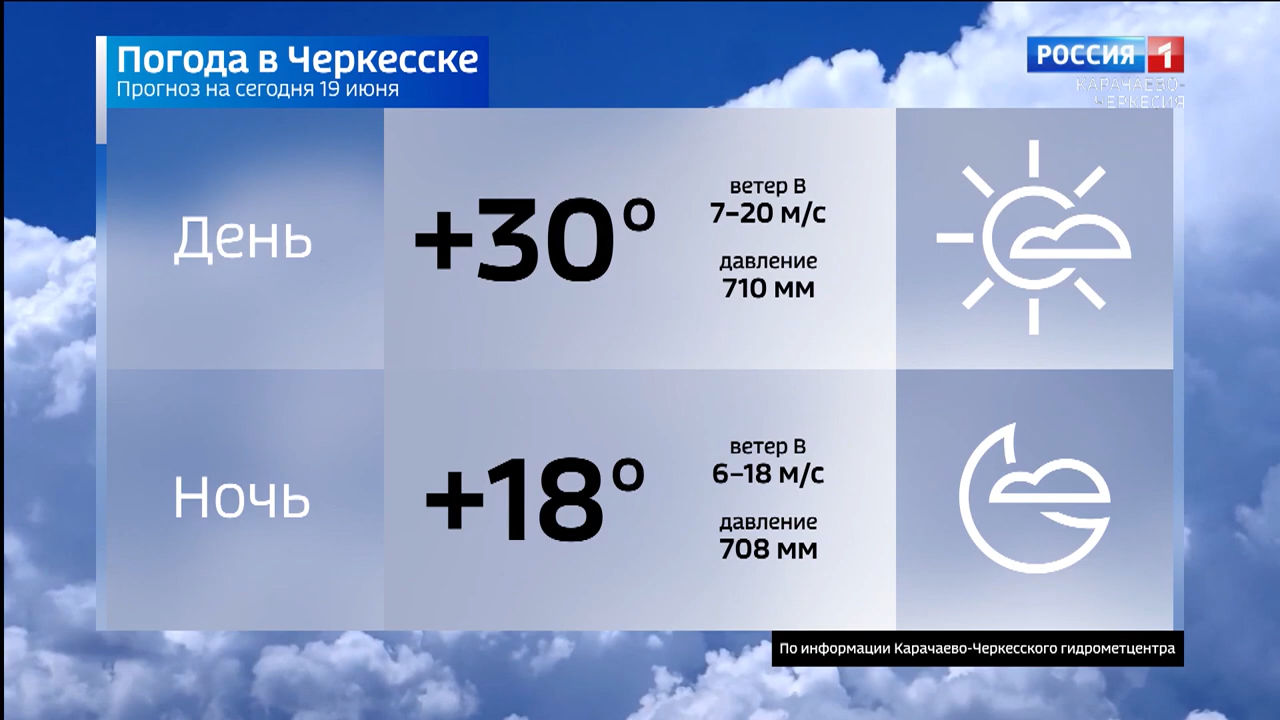 Погода в Черкесске
Прогноз на сегодня 19 июня
РОССИЯ 1
КАРАЧАЕВО-
ЧЕРКЕСИЯ
День
+30°
ветер В
7-20 м/с
давление
710 мм
Ночь
+18°
ветер В
6-18 м/с
давление
708 мм
По информации Карачаево-Черкесского гидрометцентра